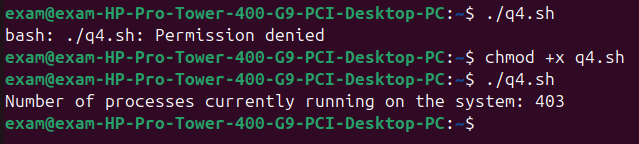 exam@exam-HP-Pro-Tower-400-G9-PCI-Desktop-PC:~$ ./q4.sh
bash: ./q4.sh: Permission denied
exam@exam-HP-Pro-Tower-400-G9-PCI-Desktop-PC:~$ chmod +x q4.sh
exam@exam-HP-Pro-Tower-400-G9-PCI-Desktop-PC:~$ ./q4.sh
Number of processes currently running on the system: 403
exam@exam-HP-Pro-Tower-400-G9-PCI-Desktop-PC:~$